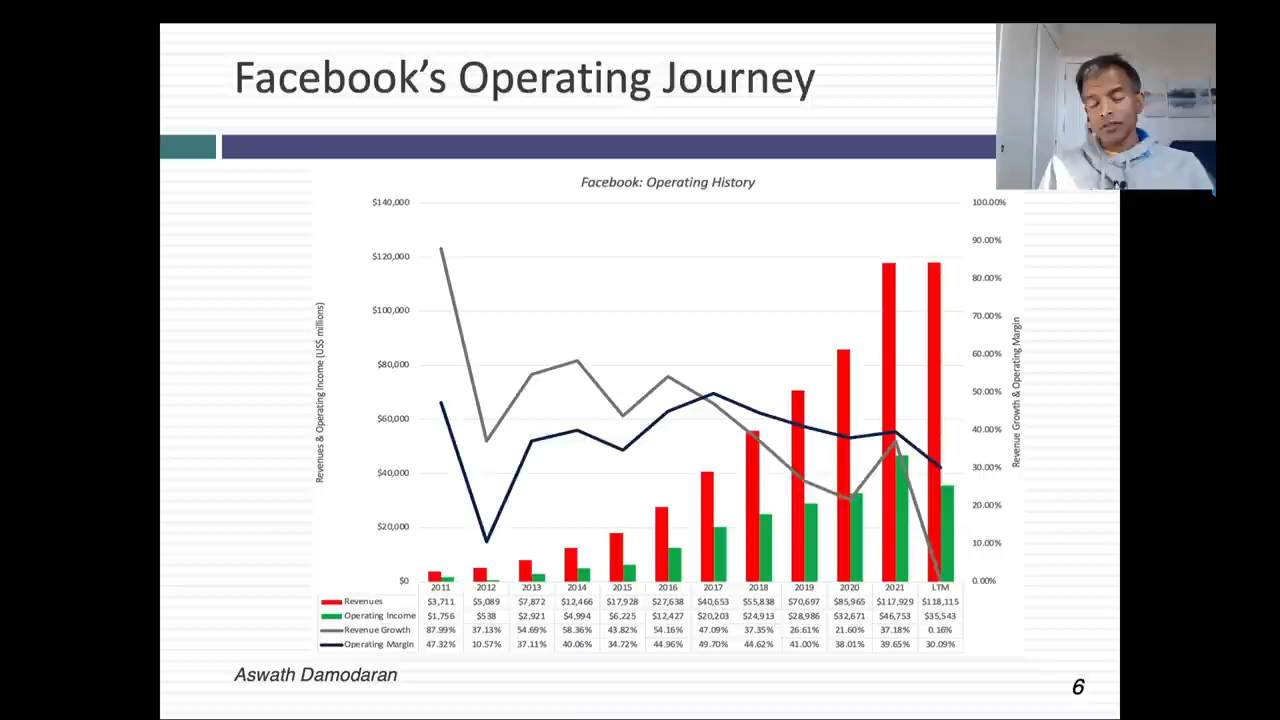 Facebook's Operating Journey
Facebook: Operating History
$140,000
$120,000
$100,000
$80,000
$60,000
$40,000
$20,000
$0
Revenues & Operating Income (US$ millions)
100.00%
90.00%
80.00%
70.00%
60.00%
50.00%
40.00%
30.00%
20.00%
10.00%
0.00%
Revenue Growth & Operating Margin
2011 2012 2013 2014 2015 2016 2017 2018 2019 2020 2021 LTM
Revenues $3,711 $5,089 $7,872 $12,466 $17,928 $27,638 $40,653 $55,838 $70,697 $85,965 $117,929 $118,115
Operating Income $1,756 $538 $2,921 $4,994 $6,225 $12,427 $20,203 $24,913 $28,986 $32,671 $46,753 $35,543
Revenue Growth 87.99% 37.13% 54.69% 58.36% 43.82% 54.16% 47.09% 37.35% 26.61% 21.60% 37.18% 0.16%
Operating Margin 47.32% 10.57% 37.11% 40.06% 34.72% 44.96% 49.70% 44.62% 41.00% 38.01% 39.65% 30.09%
Aswath Damodaran
6